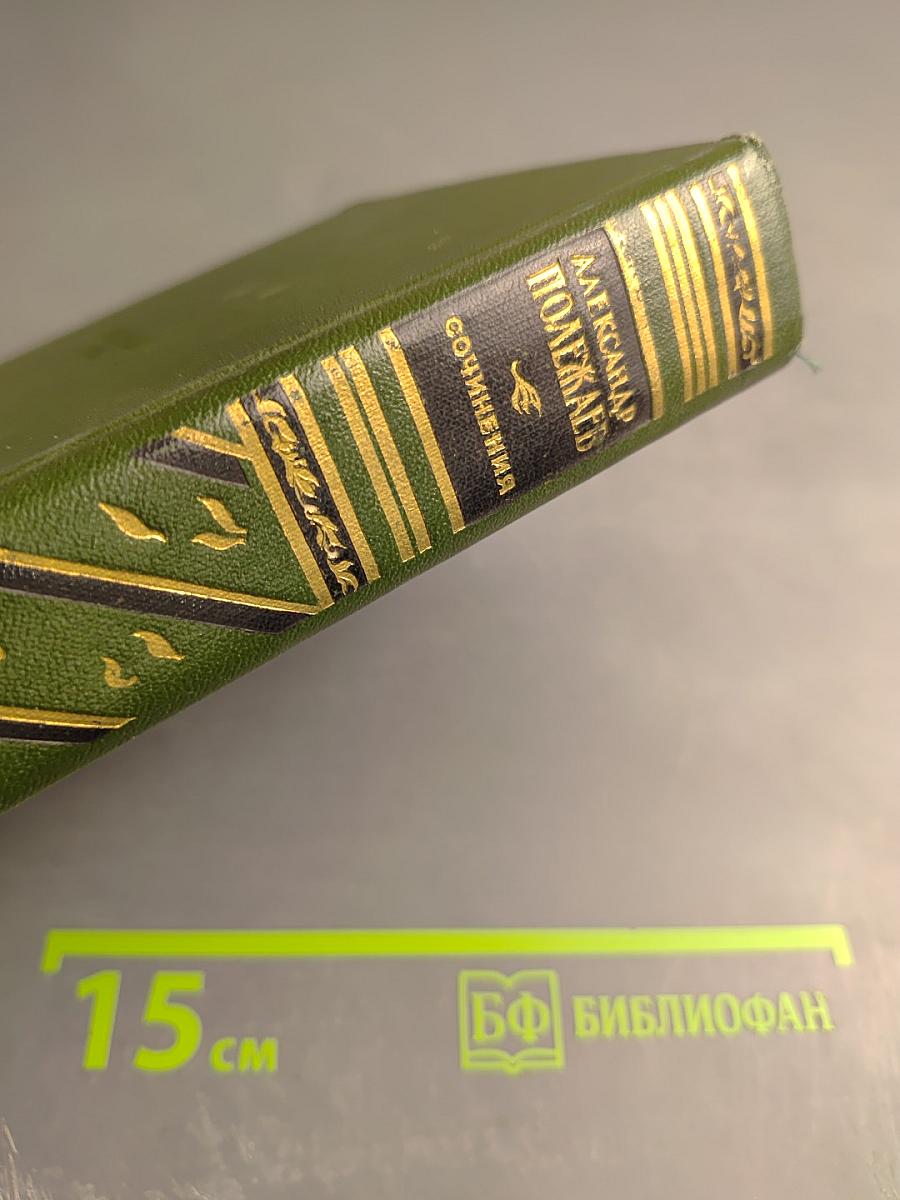 АЛЕКСАНДР
ПОЛЕЖАЕВ
СОЧИНЕНИЯ
15 см
БФ БИБЛИОФАН